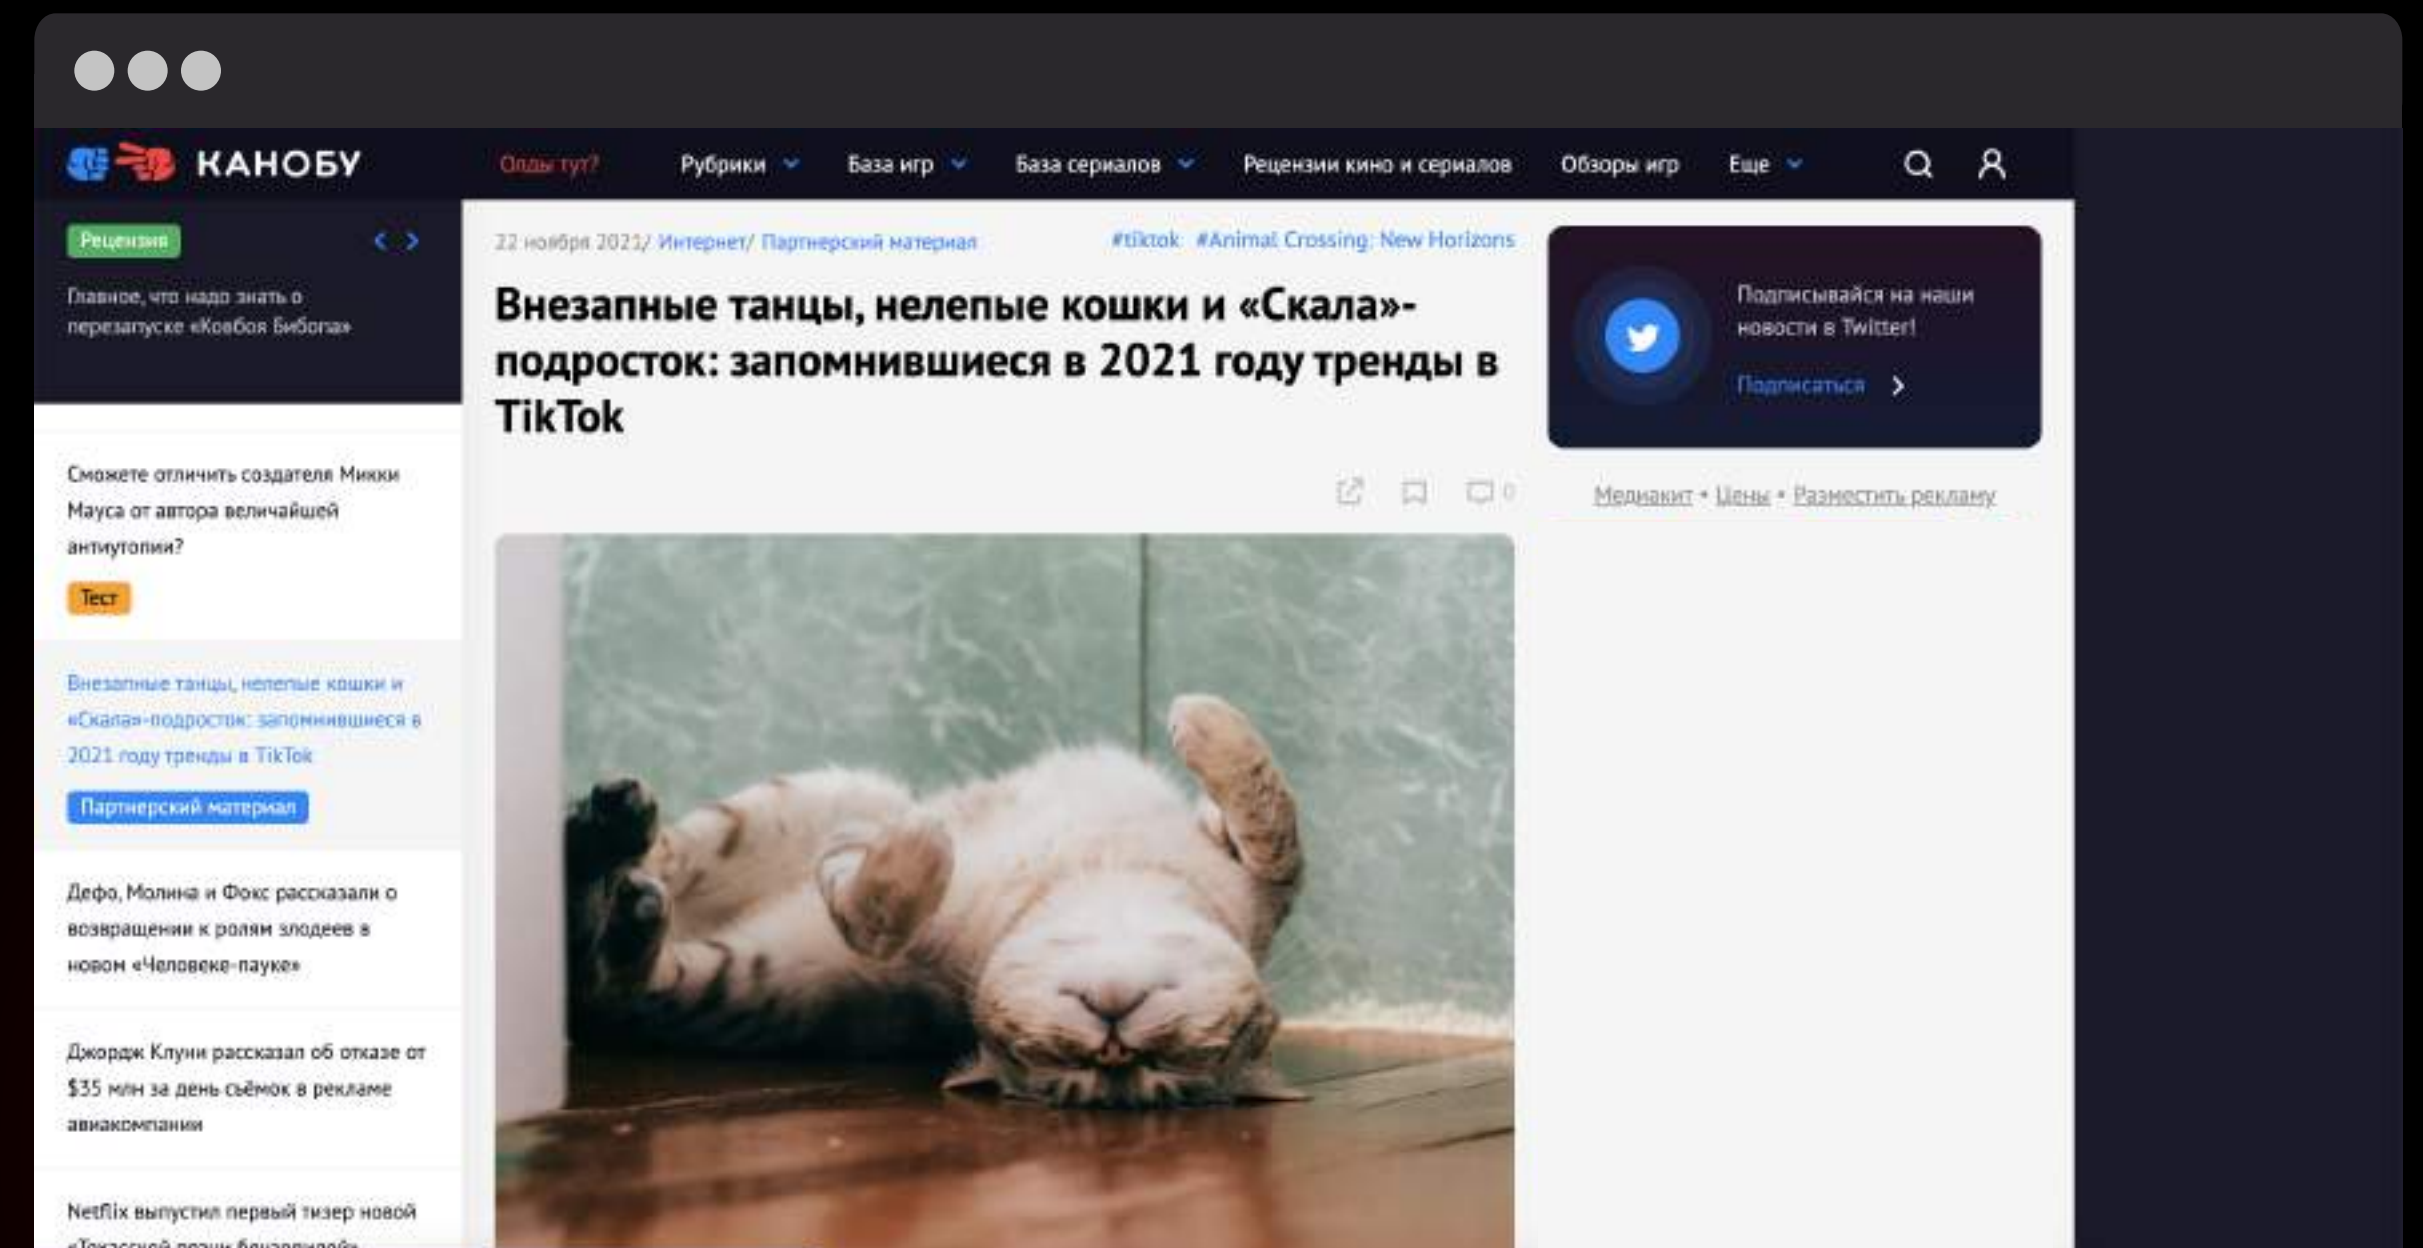 КАНОБУ
Олды тут?
Рубрики
База игр
База сериалов
Рецензии кино и сериалов
Обзоры игр
Еще
Рецензия
Главное, что надо знать о
перезапуске «Ковбоя Бибопа»
Сможете отличить создателя Микки
Мауса от автора величайшей
антиутопии?
Тест
Внезапные танцы, нелепые кошки и
«Скала»-подросток: запомнившиеся в
2021 году тренды в TikTok
Партнерский материал
Дефо, Молина и Фокс рассказали о
возвращении к ролям злодеев в
новом «Человеке-пауке»
Джордж Клуни рассказал об отказе от
$35 млн за день съёмок в рекламе
авиакомпании
Netflix выпустил первый тизер новой
«Техасской резни бензопилой»
22 ноября 2021/ Интернет/ Партнерский материал
#tiktok #Animal Crossing: New Horizons
Внезапные танцы, нелепые кошки и «Скала»-
подросток: запомнившиеся в 2021 году тренды в
TikTok
0
Подписывайся на наши
новости в Twitter!
Подписаться
Медиакит • Цены • Разместить рекламу